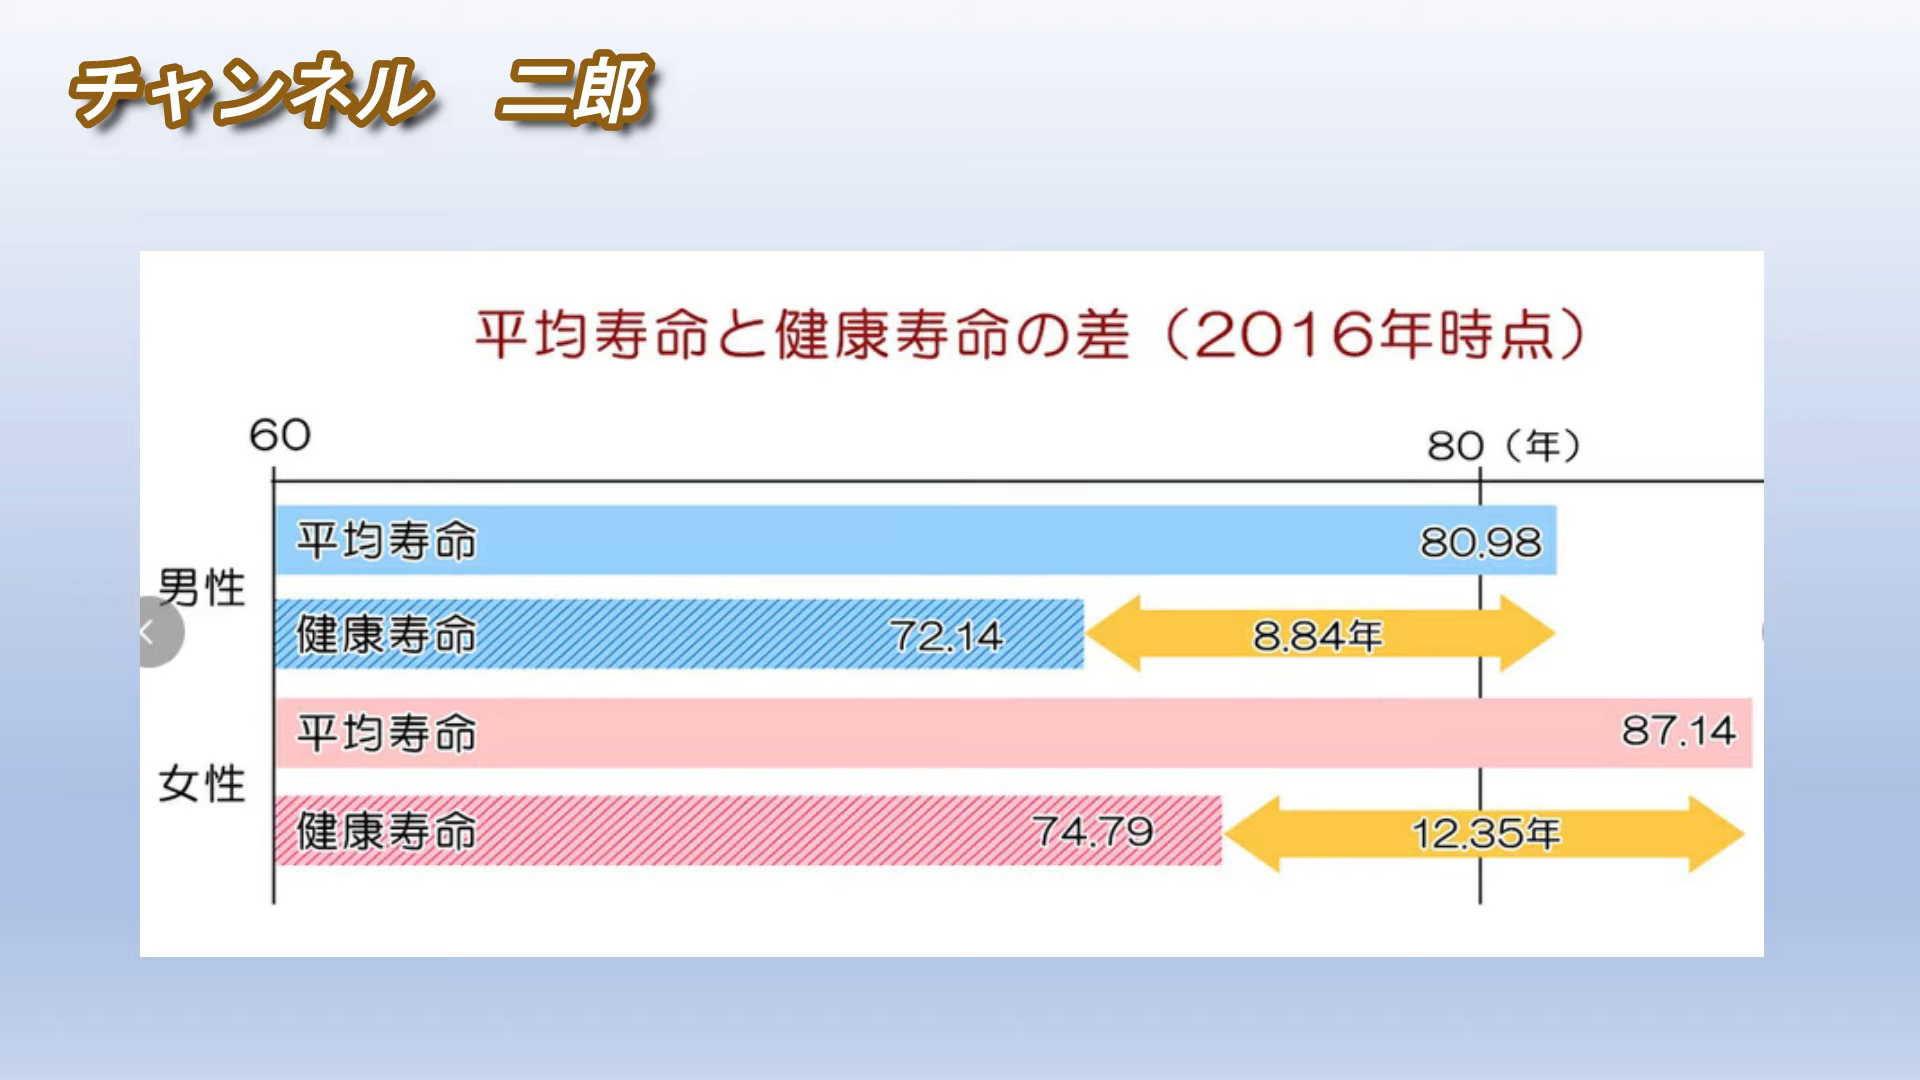 チャンネル　二郎
平均寿命と健康寿命の差（2016年時点）
60
80（年）
男性
平均寿命 80.98
健康寿命 72.14 8.84年
女性
平均寿命 87.14
健康寿命 74.79 12.35年